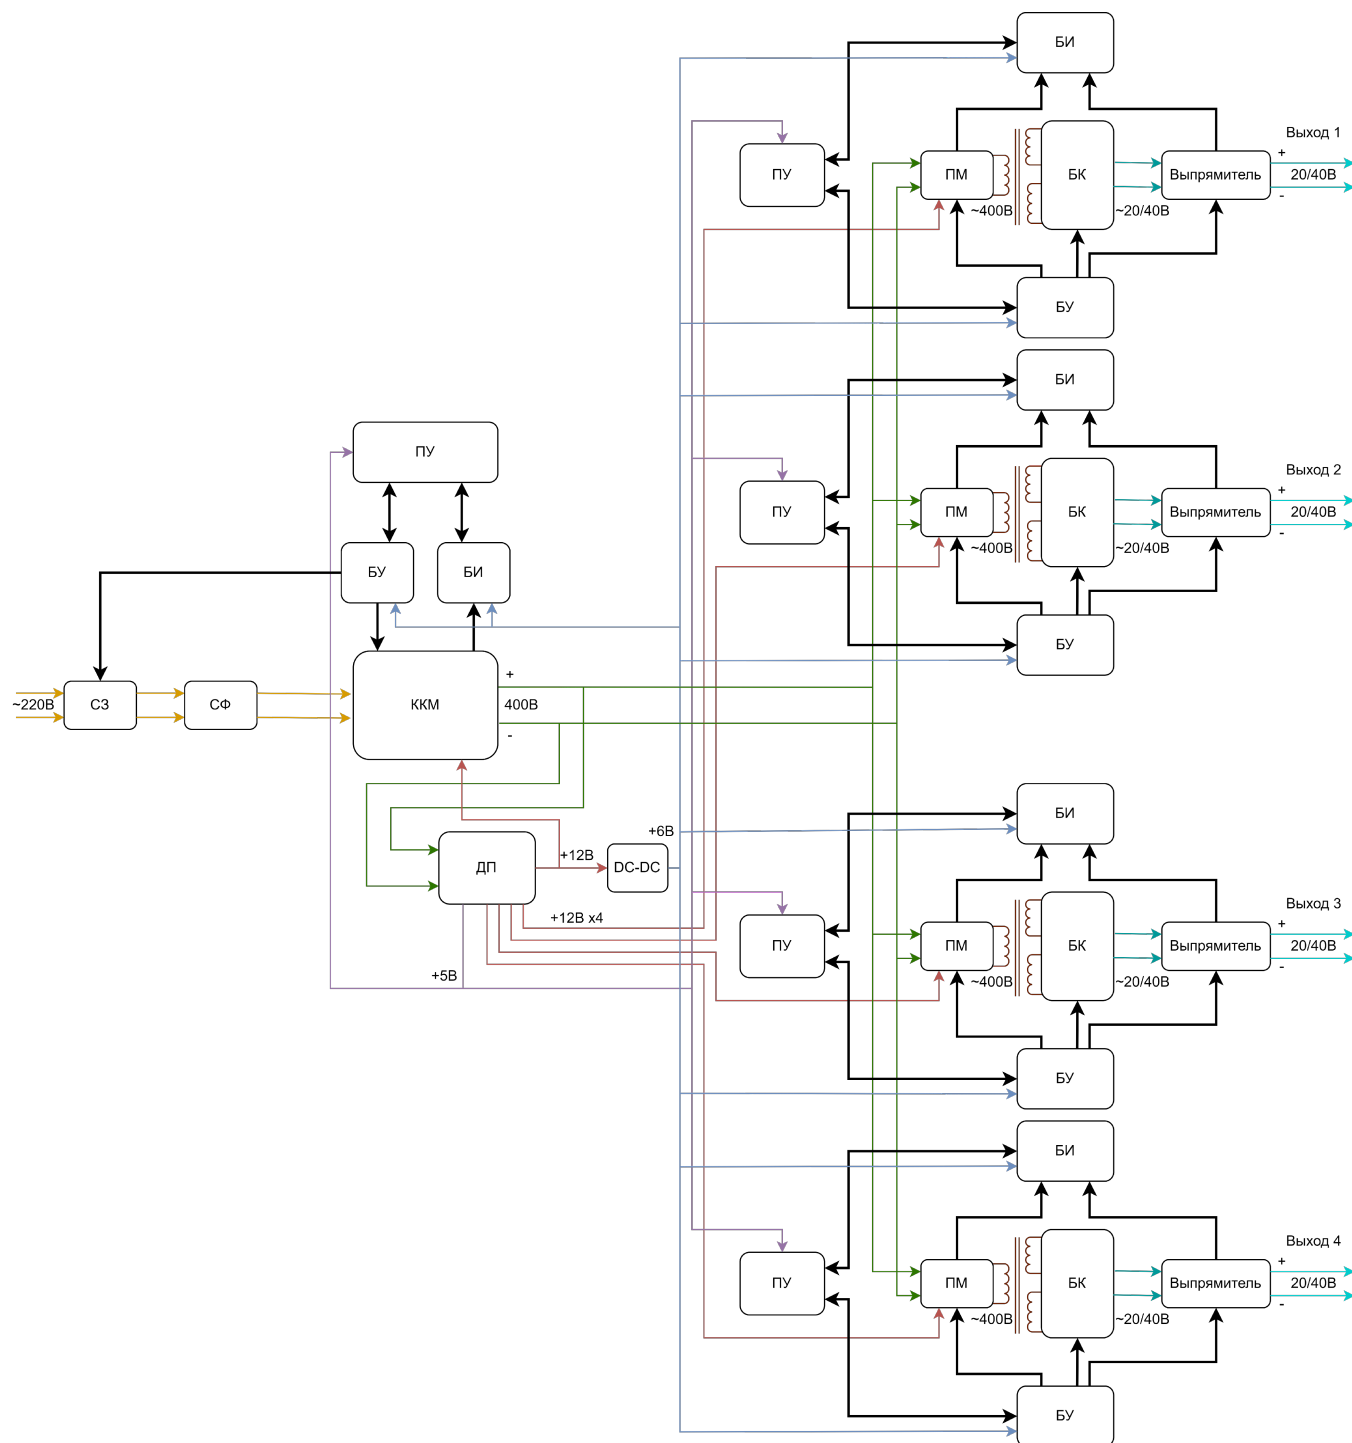 БИ
Выход 1
+
ПУ
ПМ
БК
Выпрямитель
20/40В
-
~400В
~20/40В
БУ
БИ
Выход 2
+
ПУ
ПМ
БК
Выпрямитель
20/40В
-
~400В
~20/40В
БУ
ПУ
БУ
БИ
~220В
СЗ
СФ
ККМ
+
400В
-
ДП
+12В
DC-DC
+6В
+12В x4
+5В
БИ
Выход 3
+
ПУ
ПМ
БК
Выпрямитель
20/40В
-
~400В
~20/40В
БУ
БИ
Выход 4
+
ПУ
ПМ
БК
Выпрямитель
20/40В
-
~400В
~20/40В
БУ